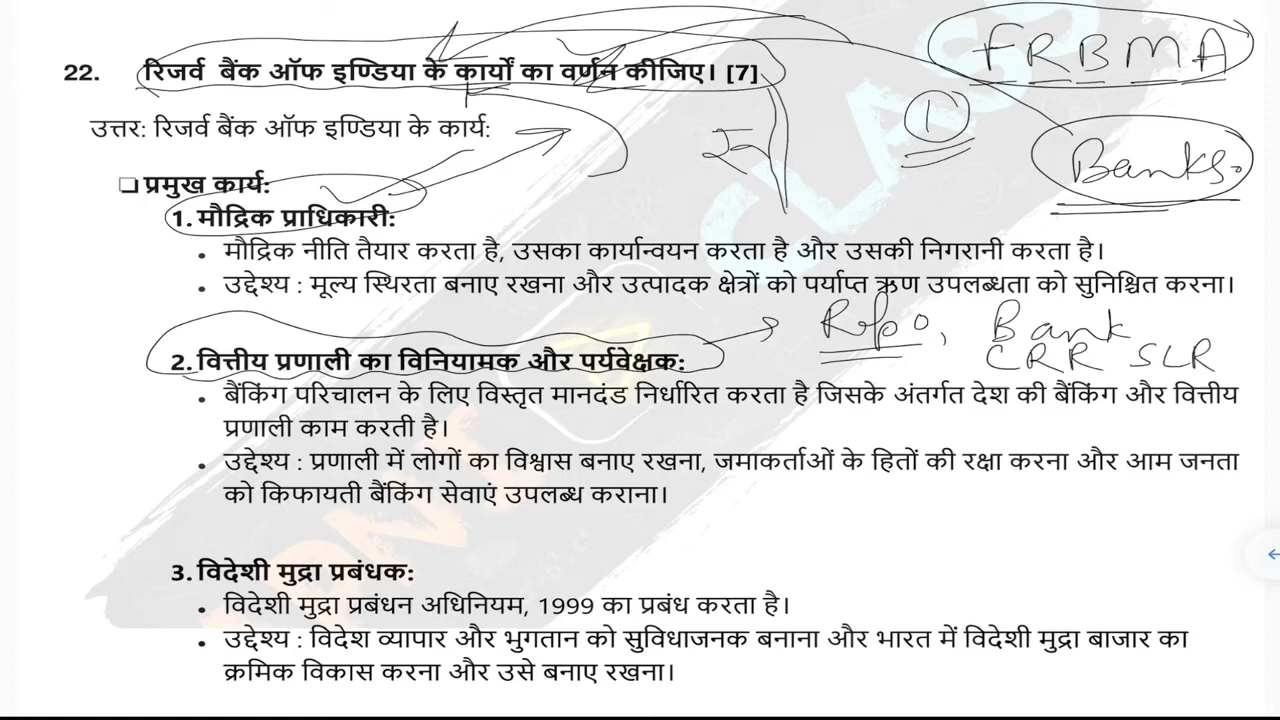 FRBMA
22. रिजर्व बैंक ऑफ इण्डिया के कार्यों का वर्णन कीजिए। [7]
1
उत्तर: रिजर्व बैंक ऑफ इण्डिया के कार्य:
Banks.
❑ प्रमुख कार्य:
1. मौद्रिक प्राधिकारी:
• मौद्रिक नीति तैयार करता है, उसका कार्यान्वयन करता है और उसकी निगरानी करता है।
• उद्देश्य : मूल्य स्थिरता बनाए रखना और उत्पादक क्षेत्रों को पर्याप्त ऋण उपलब्धता को सुनिश्चित करना।
Repo, Bank
CRR SLR
2. वित्तीय प्रणाली का विनियामक और पर्यवेक्षक:
• बैंकिंग परिचालन के लिए विस्तृत मानदंड निर्धारित करता है जिसके अंतर्गत देश की बैंकिंग और वित्तीय
प्रणाली काम करती है।
• उद्देश्य : प्रणाली में लोगों का विश्वास बनाए रखना, जमाकर्ताओं के हितों की रक्षा करना और आम जनता
को किफायती बैंकिंग सेवाएं उपलब्ध कराना।
3. विदेशी मुद्रा प्रबंधक:
• विदेशी मुद्रा प्रबंधन अधिनियम, 1999 का प्रबंध करता है।
• उद्देश्य : विदेश व्यापार और भुगतान को सुविधाजनक बनाना और भारत में विदेशी मुद्रा बाजार का
क्रमिक विकास करना और उसे बनाए रखना।